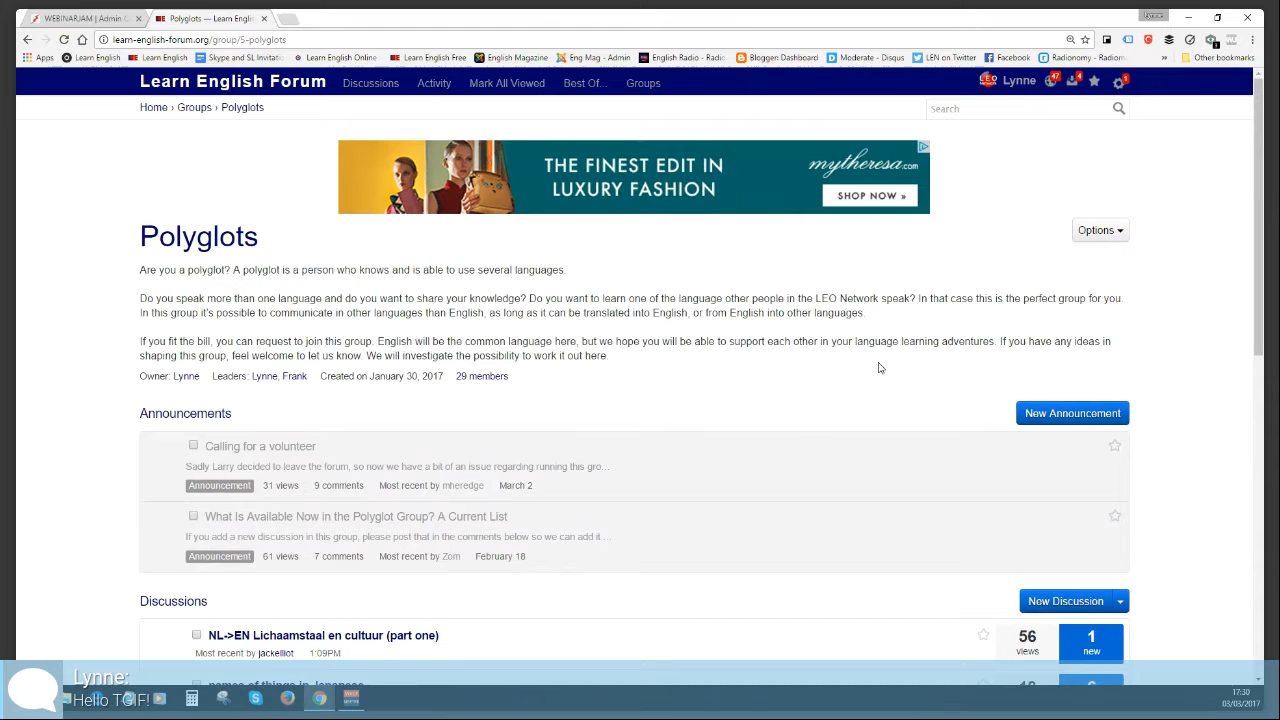 WEBINARJAM | Admin C
Polyglots — Learn Englis
Lynne
learn-english-forum.org/group/5-polyglots
Apps
Learn English
Learn English
Skype and SL Invitatio
Learn English Online
Learn English Free
English Magazine
Eng Mag - Admin
English Radio - Radio
Blogger: Dashboard
Moderate - Disqus
LEN on Twitter
Facebook
Radionomy - Radiono
»
Other bookmarks
Learn English Forum
Discussions
Activity
Mark All Viewed
Best Of...
Groups
LEO
Lynne
47
4
1
Home › Groups › Polyglots
Search
THE FINEST EDIT IN
LUXURY FASHION
mytheresa.com
SHOP NOW »
Polyglots
Options
Are you a polyglot? A polyglot is a person who knows and is able to use several languages.
Do you speak more than one language and do you want to share your knowledge? Do you want to learn one of the language other people in the LEO Network speak? In that case this is the perfect group for you.
In this group it's possible to communicate in other languages than English, as long as it can be translated into English, or from English into other languages.
If you fit the bill, you can request to join this group. English will be the common language here, but we hope you will be able to support each other in your language learning adventures. If you have any ideas in
shaping this group, feel welcome to let us know. We will investigate the possibility to work it out here.
Owner: Lynne Leaders: Lynne, Frank Created on January 30, 2017 29 members
Announcements
New Announcement
Calling for a volunteer
Sadly Larry decided to leave the forum, so now we have a bit of an issue regarding running this gro…
Announcement 31 views 9 comments Most recent by mheredge March 2
What Is Available Now in the Polyglot Group? A Current List
If you add a new discussion in this group, please post that in the comments below so we can add it …
Announcement 61 views 7 comments Most recent by Zom February 18
Discussions
New Discussion
NL->EN Lichaamstaal en cultuur (part one)
Most recent by jackelliot 1:09PM
56
views
1
new
names of things in Japanese
Lynne:
Hello TGIF!
17:30
03/03/2017